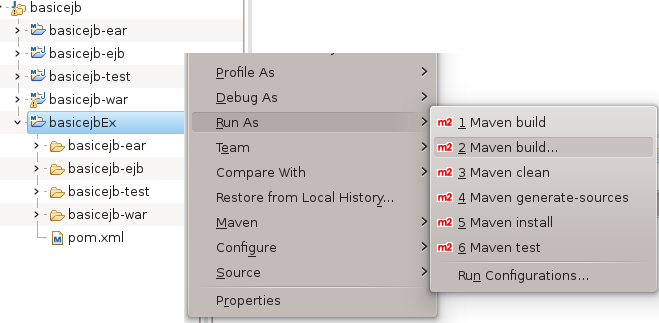 basicejb
basicejb-ear
basicejb-ejb
basicejb-test
basicejb-war
basicejbEx
basicejb-ear
basicejb-ejb
basicejb-test
basicejb-war
pom.xml
Profile As
Debug As
Run As
Team
Compare With
Restore from Local History...
Maven
Configure
Source
Properties
m2 1 Maven build
m2 2 Maven build...
m2 3 Maven clean
m2 4 Maven generate-sources
m2 5 Maven install
m2 6 Maven test
Run Configurations...